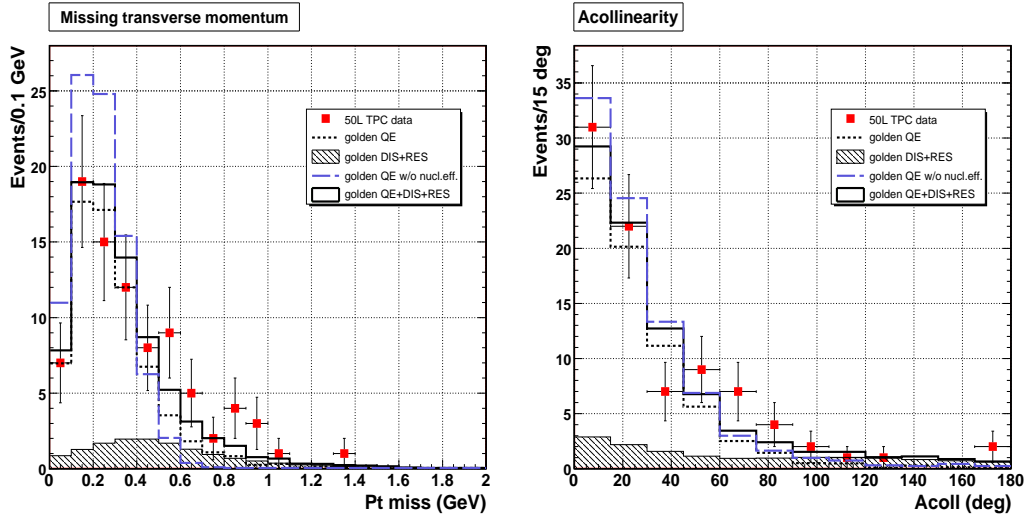 Missing transverse momentum
Events/0.1 GeV
25
20
15
10
5
0
50L TPC data
golden QE
golden DIS+RES
golden QE w/o nucl.eff.
golden QE+DIS+RES
0 0.2 0.4 0.6 0.8 1 1.2 1.4 1.6 1.8 2
Pt miss (GeV)
Acollinearity
Events/15 deg
35
30
25
20
15
10
5
0
50L TPC data
golden QE
golden DIS+RES
golden QE w/o nucl.eff.
golden QE+DIS+RES
0 20 40 60 80 100 120 140 160 180
Acoll (deg)